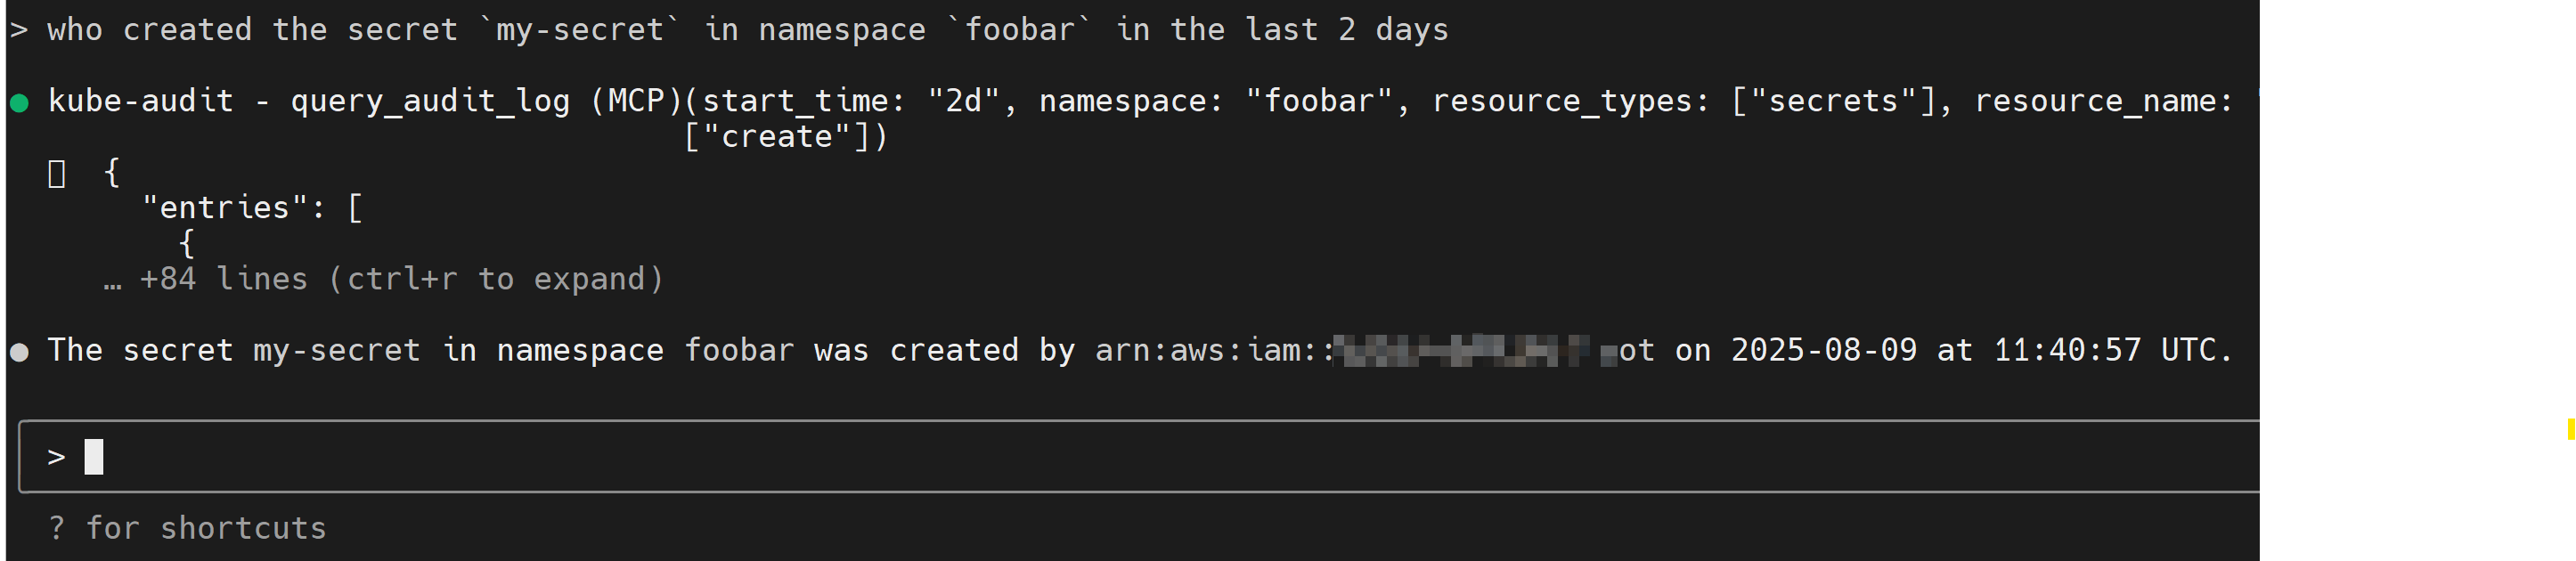 > who created the secret `my-secret` in namespace `foobar` in the last 2 days
● kube-audit - query_audit_log (MCP)(start_time: "2d", namespace: "foobar", resource_types: ["secrets"], resource_name:
["create"])
{
"entries": [
{
… +84 lines (ctrl+r to expand)
● The secret my-secret in namespace foobar was created by arn:aws:iam:: ot on 2025-08-09 at 11:40:57 UTC.
>
? for shortcuts